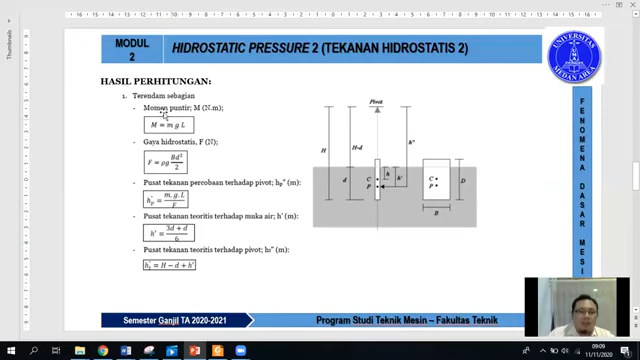 Thumbnails
MODUL 2
HIDROSTATIC PRESSURE 2 (TEKANAN HIDROSTATIS 2)
UNIVERSITAS MEDAN AREA
HASIL PERHITUNGAN:
1. Terendam sebagian
- Momen puntir; M (N.m);
M = m g L
- Gaya hidrostatis, F (N)
F = ρg Bd²/2
- Pusat tekanan percobaan terhadap pivot; hp" (m)
h"p = m.g.L/F
- Pusat tekanan teoritis terhadap muka air; h' (m)
h' = 3d+d/6
- Pusat tekanan teoritis terhadap pivot; ht" (m)
ht = H − d + h'
Pivot
H
H-d
h"
d
h
h'
C
P
C
P
D
B
FENOMENA DASAR MESI
Semester Ganjil TA 2020-2021
Program Studi Teknik Mesin – Fakultas Teknik
09:09
11/11/2020